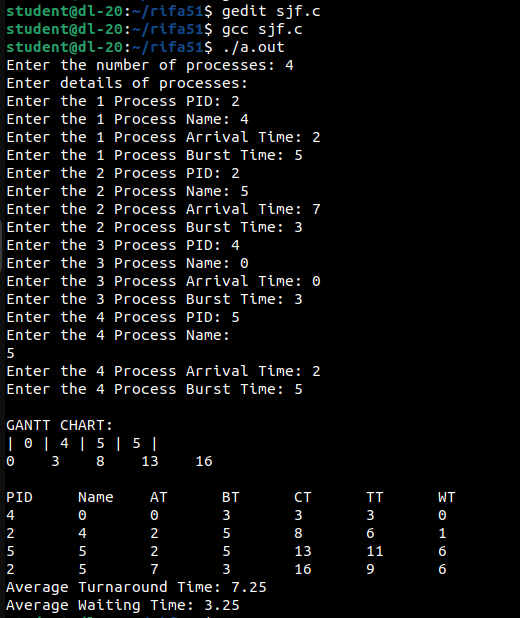 student@dl-20:~/rifa51$ gedit sjf.c
student@dl-20:~/rifa51$ gcc sjf.c
student@dl-20:~/rifa51$ ./a.out
Enter the number of processes: 4
Enter details of processes:
Enter the 1 Process PID: 2
Enter the 1 Process Name: 4
Enter the 1 Process Arrival Time: 2
Enter the 1 Process Burst Time: 5
Enter the 2 Process PID: 2
Enter the 2 Process Name: 5
Enter the 2 Process Arrival Time: 7
Enter the 2 Process Burst Time: 3
Enter the 3 Process PID: 4
Enter the 3 Process Name: 0
Enter the 3 Process Arrival Time: 0
Enter the 3 Process Burst Time: 3
Enter the 4 Process PID: 5
Enter the 4 Process Name:
5
Enter the 4 Process Arrival Time: 2
Enter the 4 Process Burst Time: 5

GANTT CHART:
| 0 | 4 | 5 | 5 |
0    3    8    13    16

PID     Name    AT      BT      CT      TT      WT
4       0       0       3       3       3       0
2       4       2       5       8       6       1
5       5       2       5       13      11      6
2       5       7       3       16      9       6
Average Turnaround Time: 7.25
Average Waiting Time: 3.25